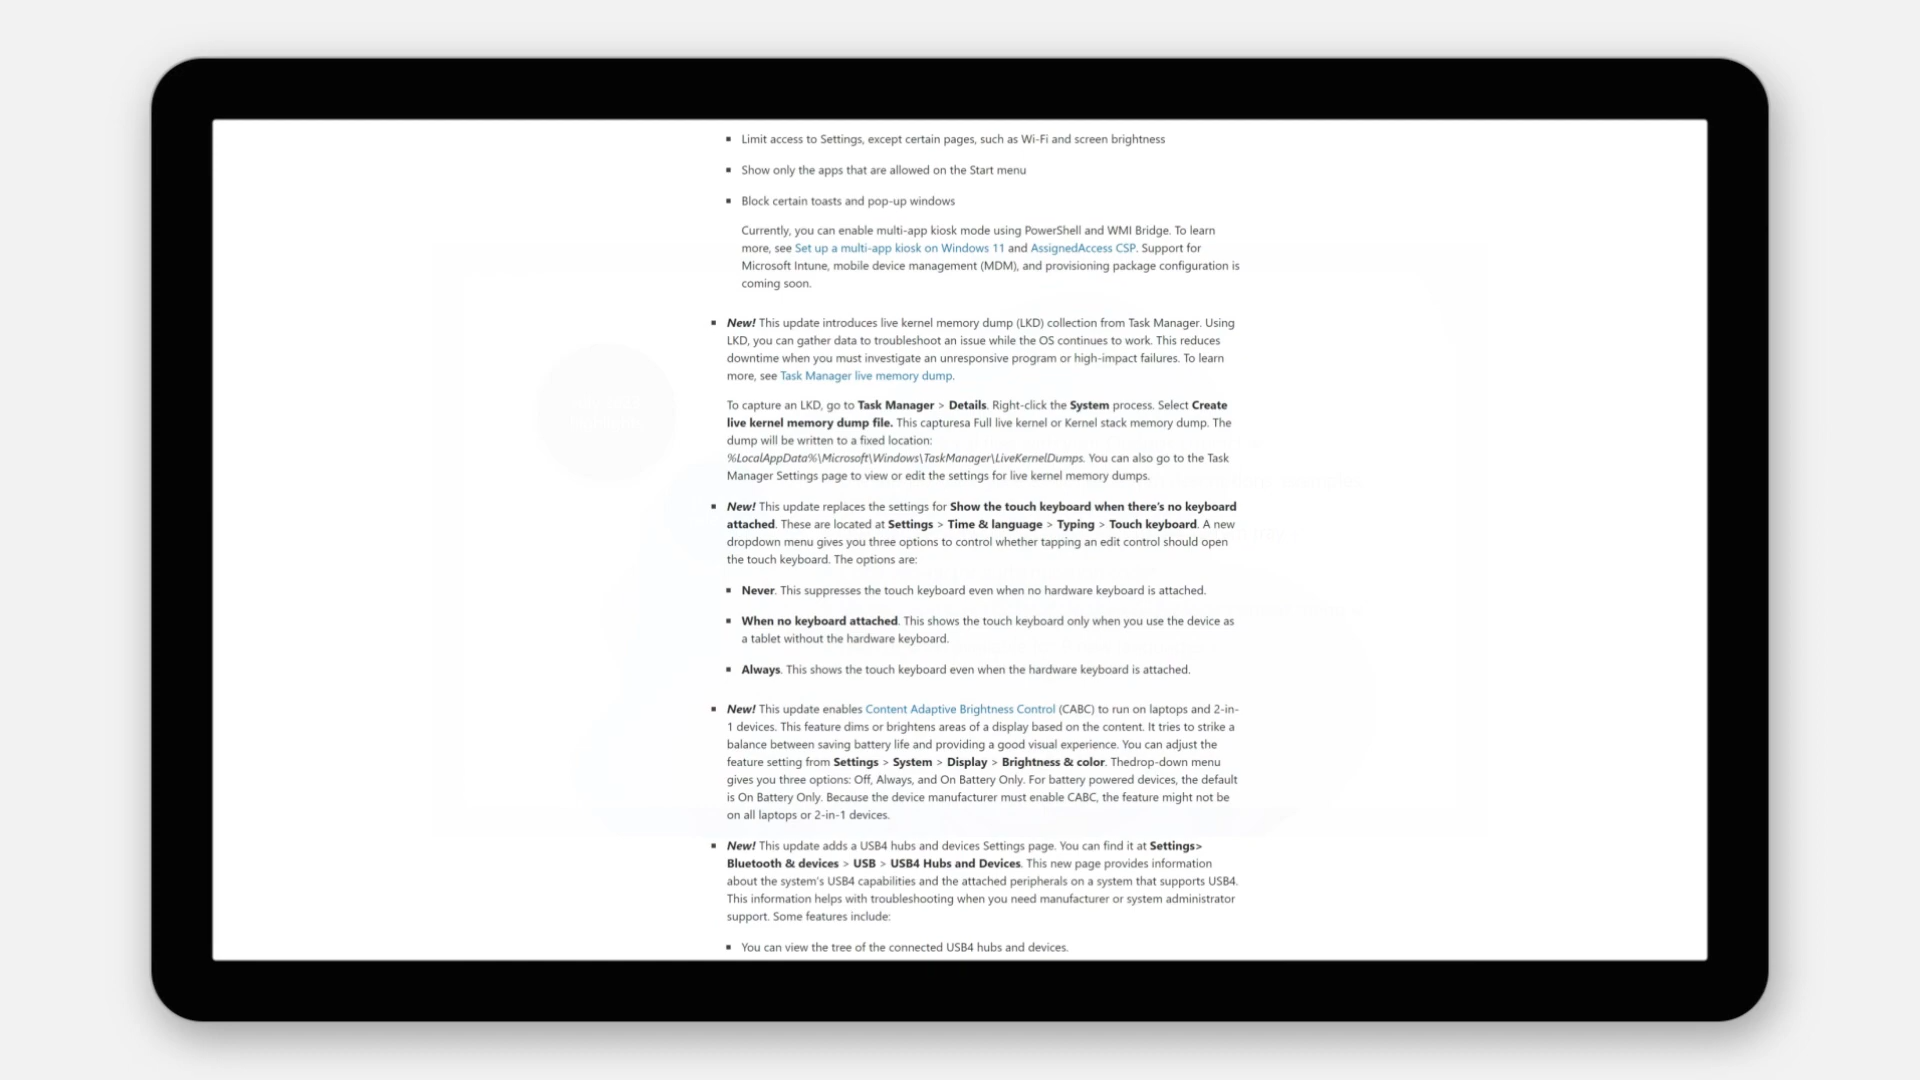 Limit access to Settings, except certain pages, such as Wi-Fi and screen brightness
Show only the apps that are allowed on the Start menu
Block certain toasts and pop-up windows
Currently, you can enable multi-app kiosk mode using PowerShell and WMI Bridge. To learn
more, see Set up a multi-app kiosk on Windows 11 and AssignedAccess CSP. Support for
Microsoft Intune, mobile device management (MDM), and provisioning package configuration is
coming soon.
New! This update introduces live kernel memory dump (LKD) collection from Task Manager. Using
LKD, you can gather data to troubleshoot an issue while the OS continues to work. This reduces
downtime when you must investigate an unresponsive program or high-impact failures. To learn
more, see Task Manager live memory dump.
To capture an LKD, go to Task Manager > Details. Right-click the System process. Select Create
live kernel memory dump file. This capturesa Full live kernel or Kernel stack memory dump. The
dump will be written to a fixed location:
%LocalAppData%\Microsoft\Windows\TaskManager\LiveKernelDumps. You can also go to the Task
Manager Settings page to view or edit the settings for live kernel memory dumps.
New! This update replaces the settings for Show the touch keyboard when there's no keyboard
attached. These are located at Settings > Time & language > Typing > Touch keyboard. A new
dropdown menu gives you three options to control whether tapping an edit control should open
the touch keyboard. The options are:
Never. This suppresses the touch keyboard even when no hardware keyboard is attached.
When no keyboard attached. This shows the touch keyboard only when you use the device as
a tablet without the hardware keyboard.
Always. This shows the touch keyboard even when the hardware keyboard is attached.
New! This update enables Content Adaptive Brightness Control (CABC) to run on laptops and 2-in-
1 devices. This feature dims or brightens areas of a display based on the content. It tries to strike a
balance between saving battery life and providing a good visual experience. You can adjust the
feature setting from Settings > System > Display > Brightness & color. Thedrop-down menu
gives you three options: Off, Always, and On Battery Only. For battery powered devices, the default
is On Battery Only. Because the device manufacturer must enable CABC, the feature might not be
on all laptops or 2-in-1 devices.
New! This update adds a USB4 hubs and devices Settings page. You can find it at Settings>
Bluetooth & devices > USB > USB4 Hubs and Devices. This new page provides information
about the system's USB4 capabilities and the attached peripherals on a system that supports USB4.
This information helps with troubleshooting when you need manufacturer or system administrator
support. Some features include:
You can view the tree of the connected USB4 hubs and devices.